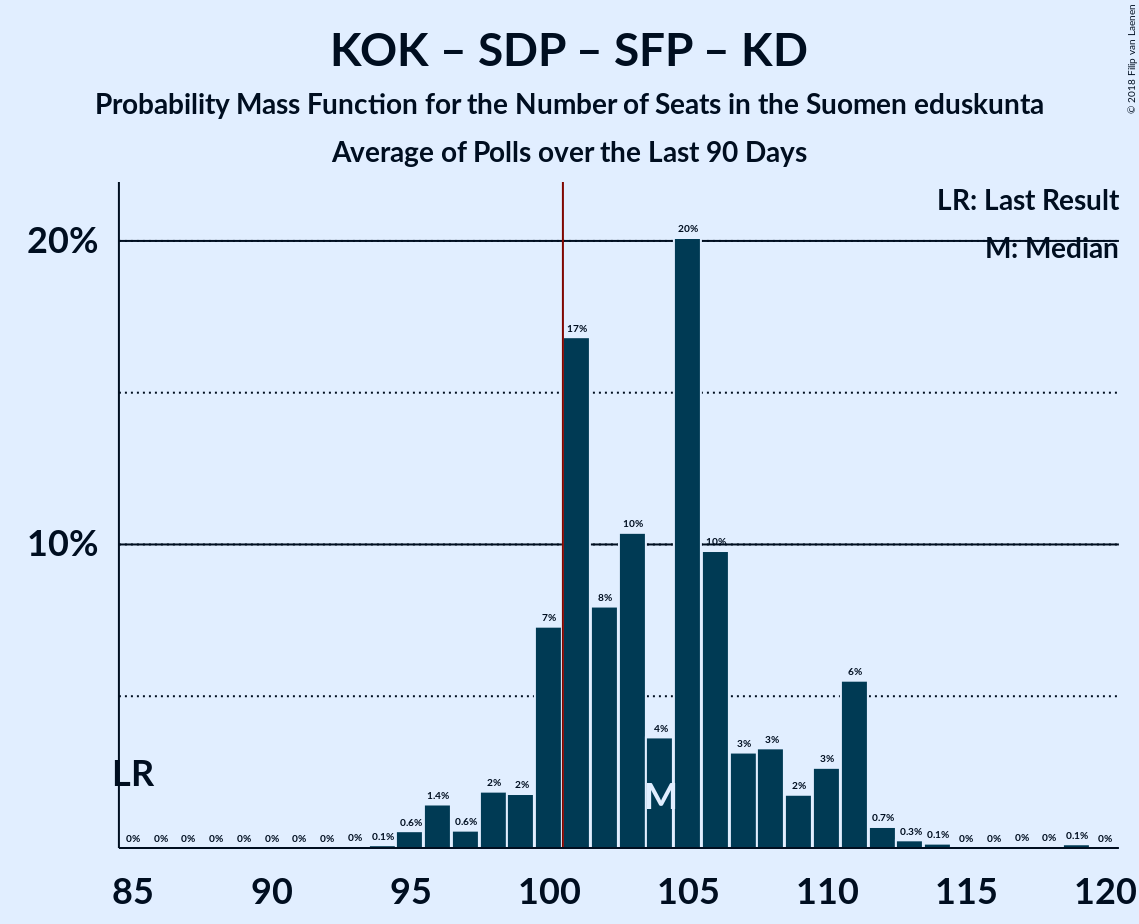 KOK – SDP – SFP – KD
Probability Mass Function for the Number of Seats in the Suomen eduskunta
Average of Polls over the Last 90 Days
© 2018 Filip van Laenen
LR: Last Result
M: Median
20%
10%
LR
M
0% 0% 0% 0% 0% 0% 0% 0% 0% 0.1% 0.6% 1.4% 0.6% 2% 2% 7% 17% 8% 10% 4% 20% 10% 3% 3% 2% 3% 6% 0.7% 0.3% 0.1% 0% 0% 0% 0% 0.1% 0%
85 90 95 100 105 110 115 120